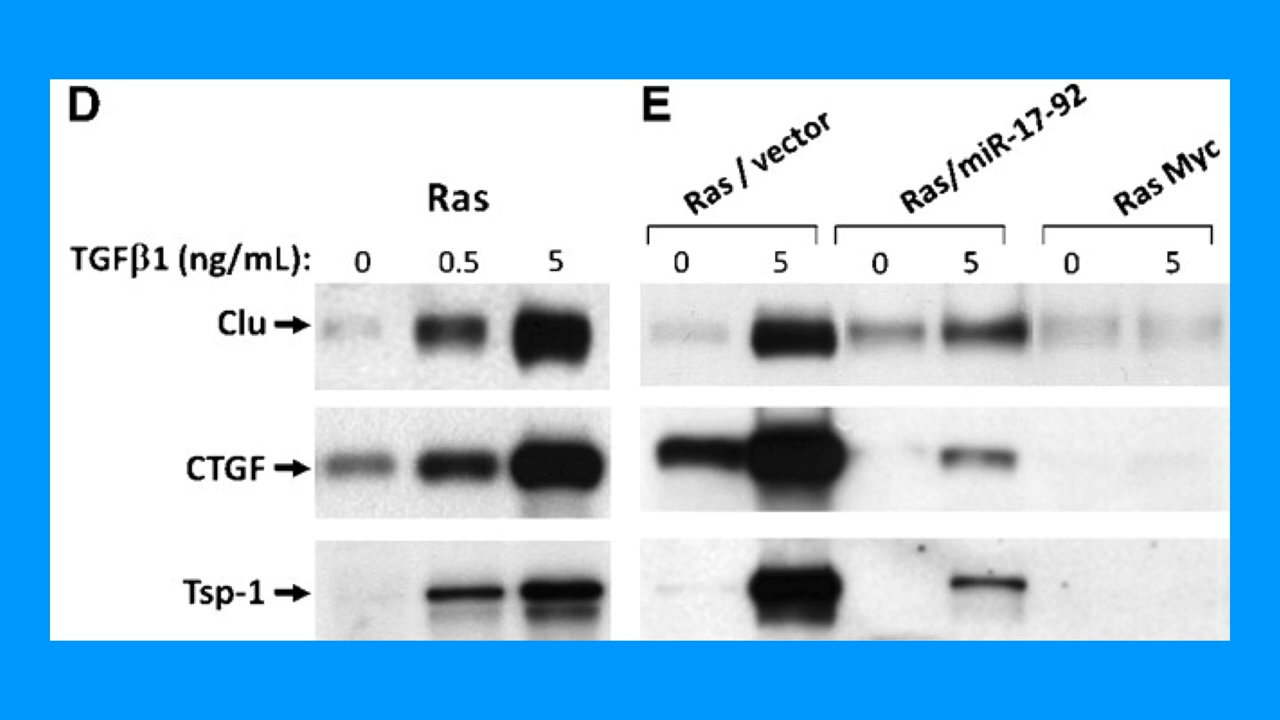 D
Ras
TGFβ1 (ng/mL): 0 0.5 5
Clu
CTGF
Tsp-1
E
Ras / vector Ras/miR-17-92 Ras Myc
0 5 0 5 0 5